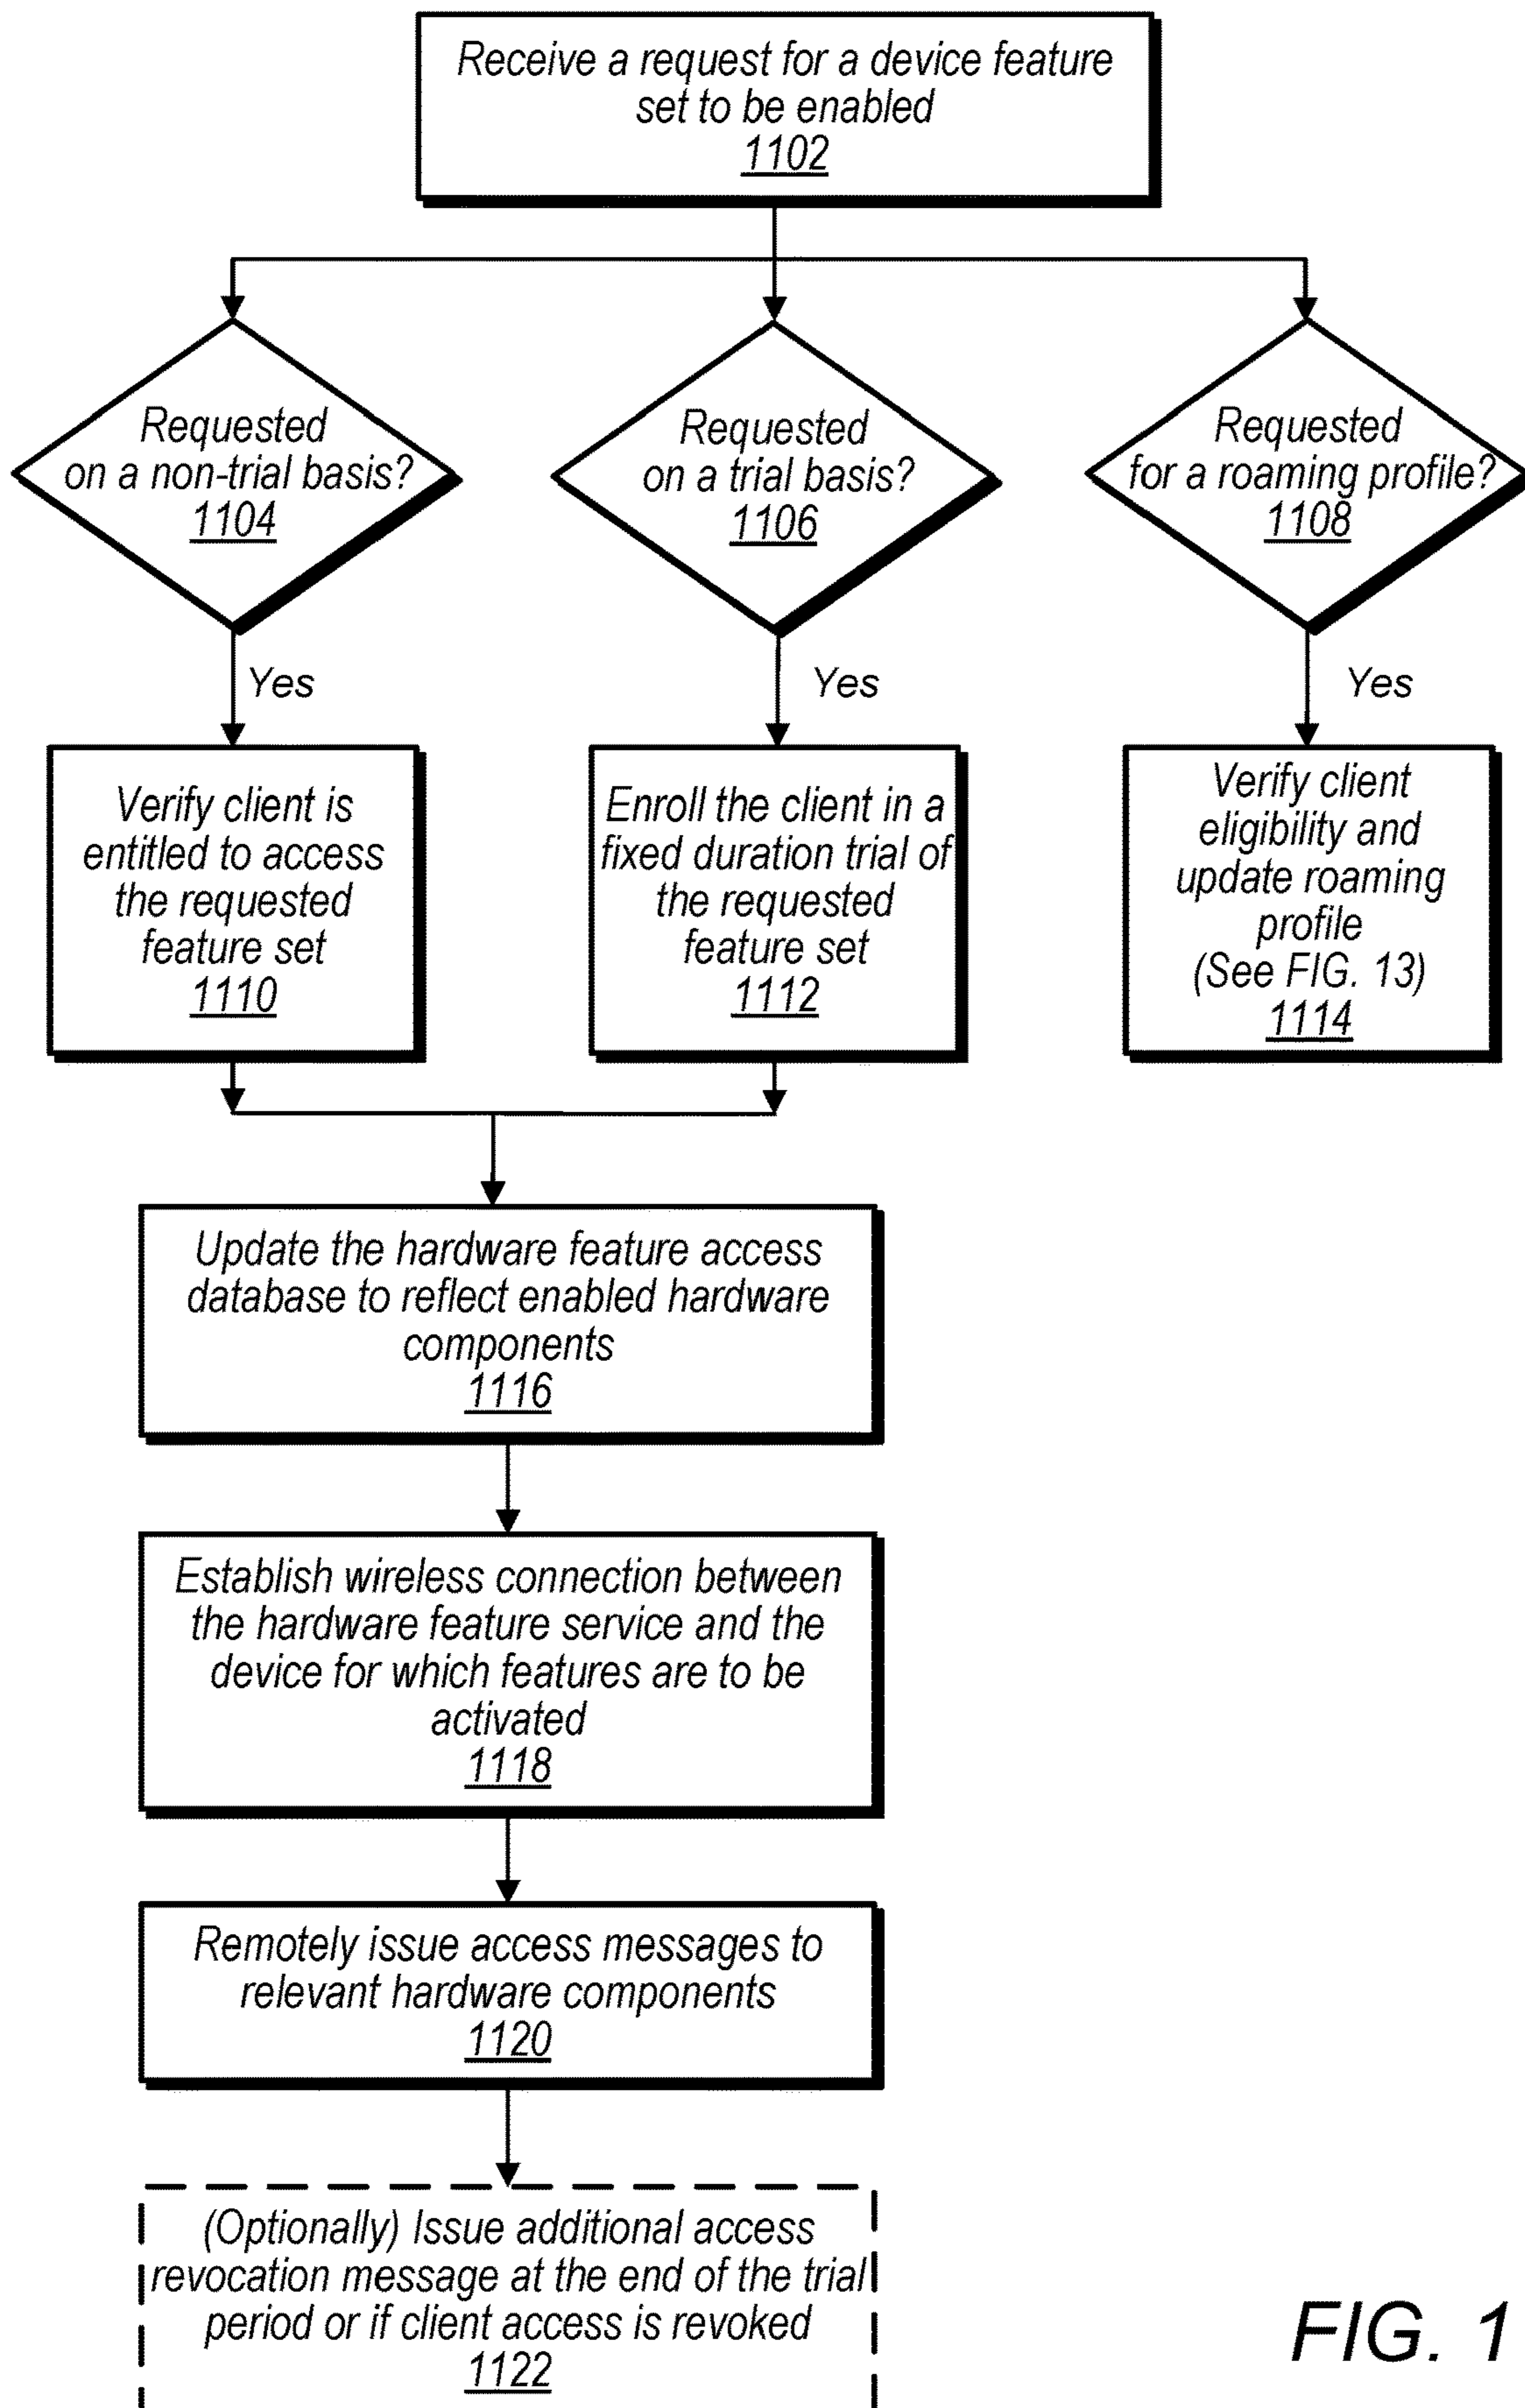 Receive a request for a device feature
set to be enabled
1102
Requested
on a non-trial basis?
1104
Requested
on a trial basis?
1106
Requested
for a roaming profile?
1108
Yes
Yes
Yes
Verify client is
entitled to access
the requested
feature set
1110
Enroll the client in a
fixed duration trial of
the requested
feature set
1112
Verify client
eligibility and
update roaming
profile
(See FIG. 13)
1114
Update the hardware feature access
database to reflect enabled hardware
components
1116
Establish wireless connection between
the hardware feature service and the
device for which features are to be
activated
1118
Remotely issue access messages to
relevant hardware components
1120
(Optionally) Issue additional access
revocation message at the end of the trial
period or if client access is revoked
1122
FIG. 1